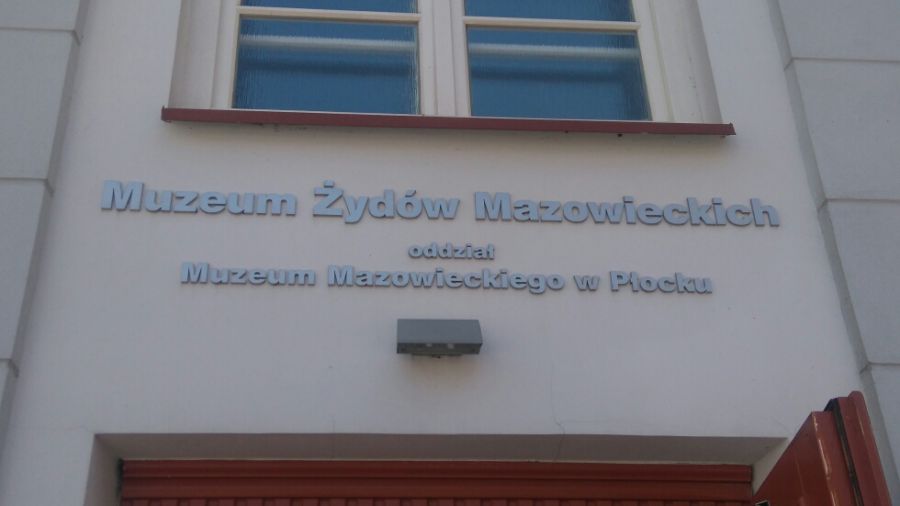 Muzeum Żydów Mazowieckich
oddział
Muzeum Mazowieckiego w Płocku